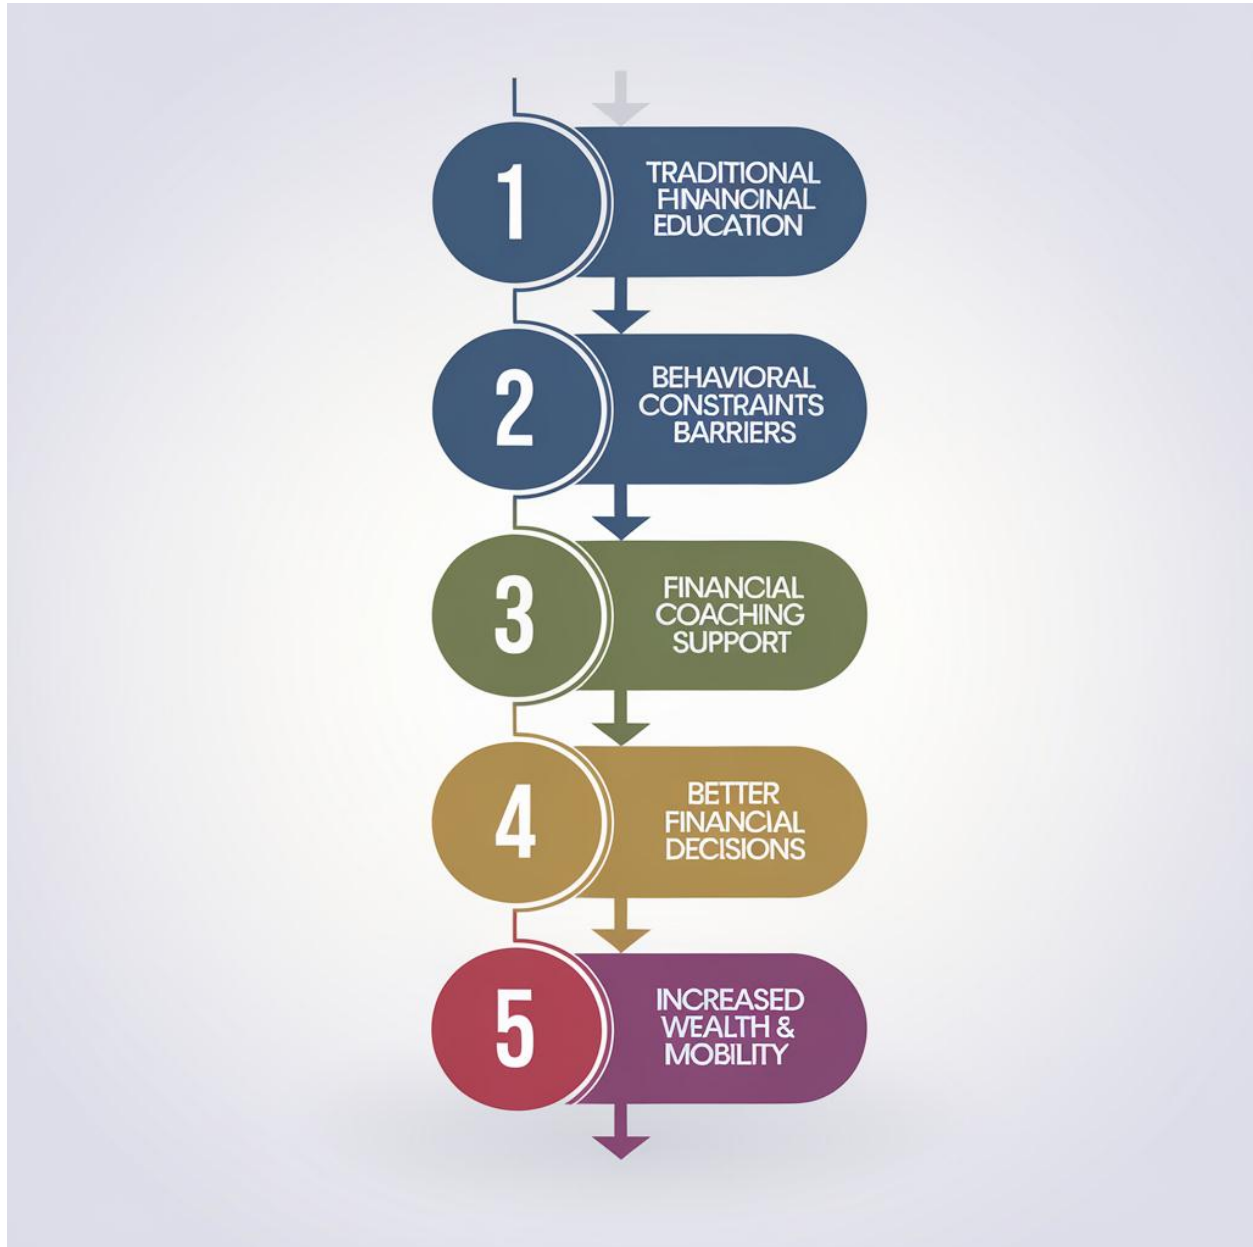 1
TRADITIONAL
FINANCINAL
EDUCATION
2
BEHAVIORAL
CONSTRAINTS
BARRIERS
3
FINANCIAL
COACHING
SUPPORT
4
BETTER
FINANCIAL
DECISIONS
5
INCREASED
WEALTH &
MOBILITY